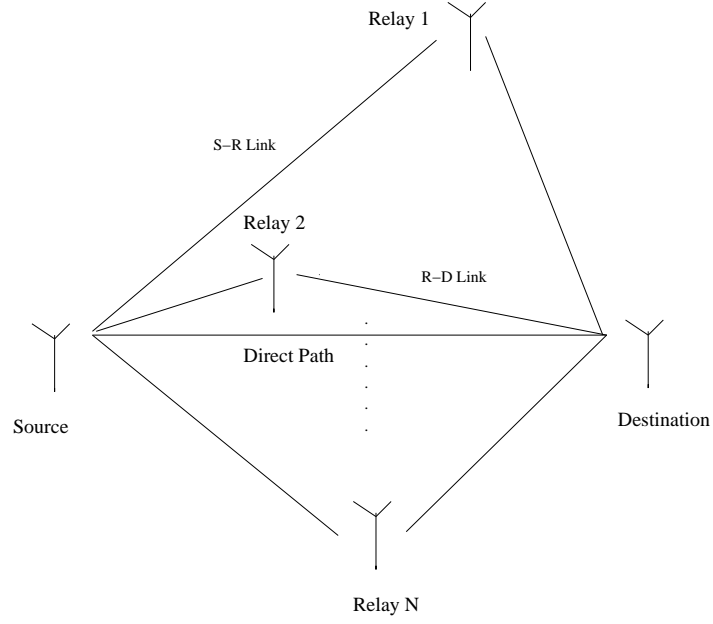 Relay 1
S–R Link
Relay 2
R–D Link
Direct Path
Source
Destination
Relay N